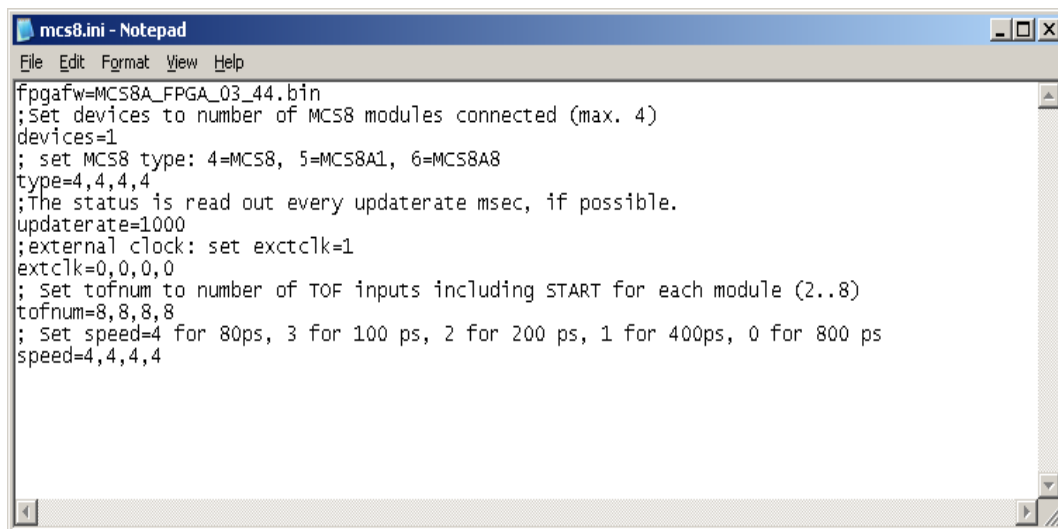 mcs8.ini - Notepad
File Edit Format View Help
fpgafw=MCS8A_FPGA_03_44.bin
;Set devices to number of MCS8 modules connected (max. 4)
devices=1
; set MCS8 type: 4=MCS8, 5=MCS8A1, 6=MCS8A8
type=4,4,4,4
;The status is read out every updaterate msec, if possible.
updaterate=1000
;external clock: set exctclk=1
extclk=0,0,0,0
; Set tofnum to number of TOF inputs including START for each module (2..8)
tofnum=8,8,8,8
; Set speed=4 for 80ps, 3 for 100 ps, 2 for 200 ps, 1 for 400ps, 0 for 800 ps
speed=4,4,4,4